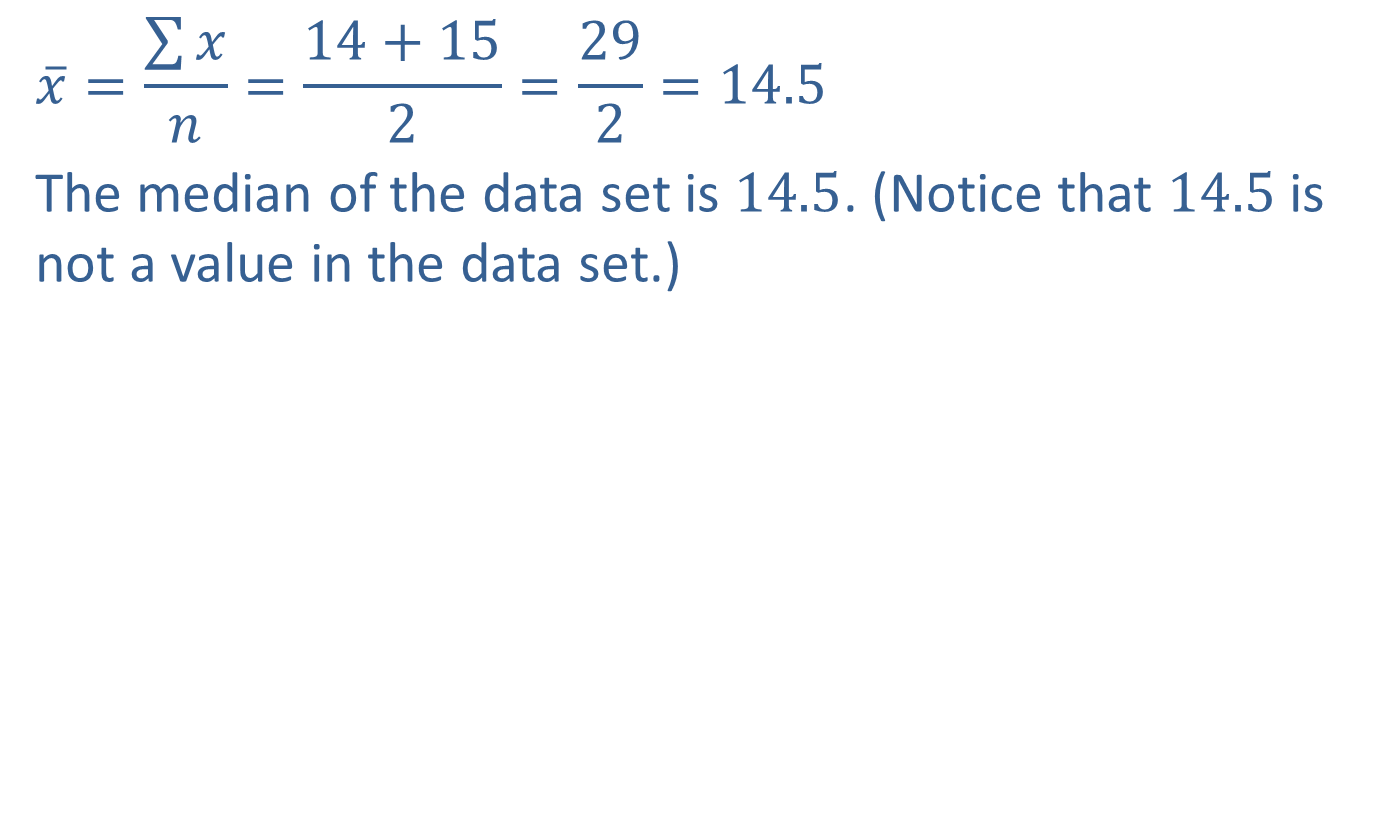 x̄ = ∑ x / n = 14 + 15 / 2 = 29 / 2 = 14.5
The median of the data set is 14.5. (Notice that 14.5 is
not a value in the data set.)